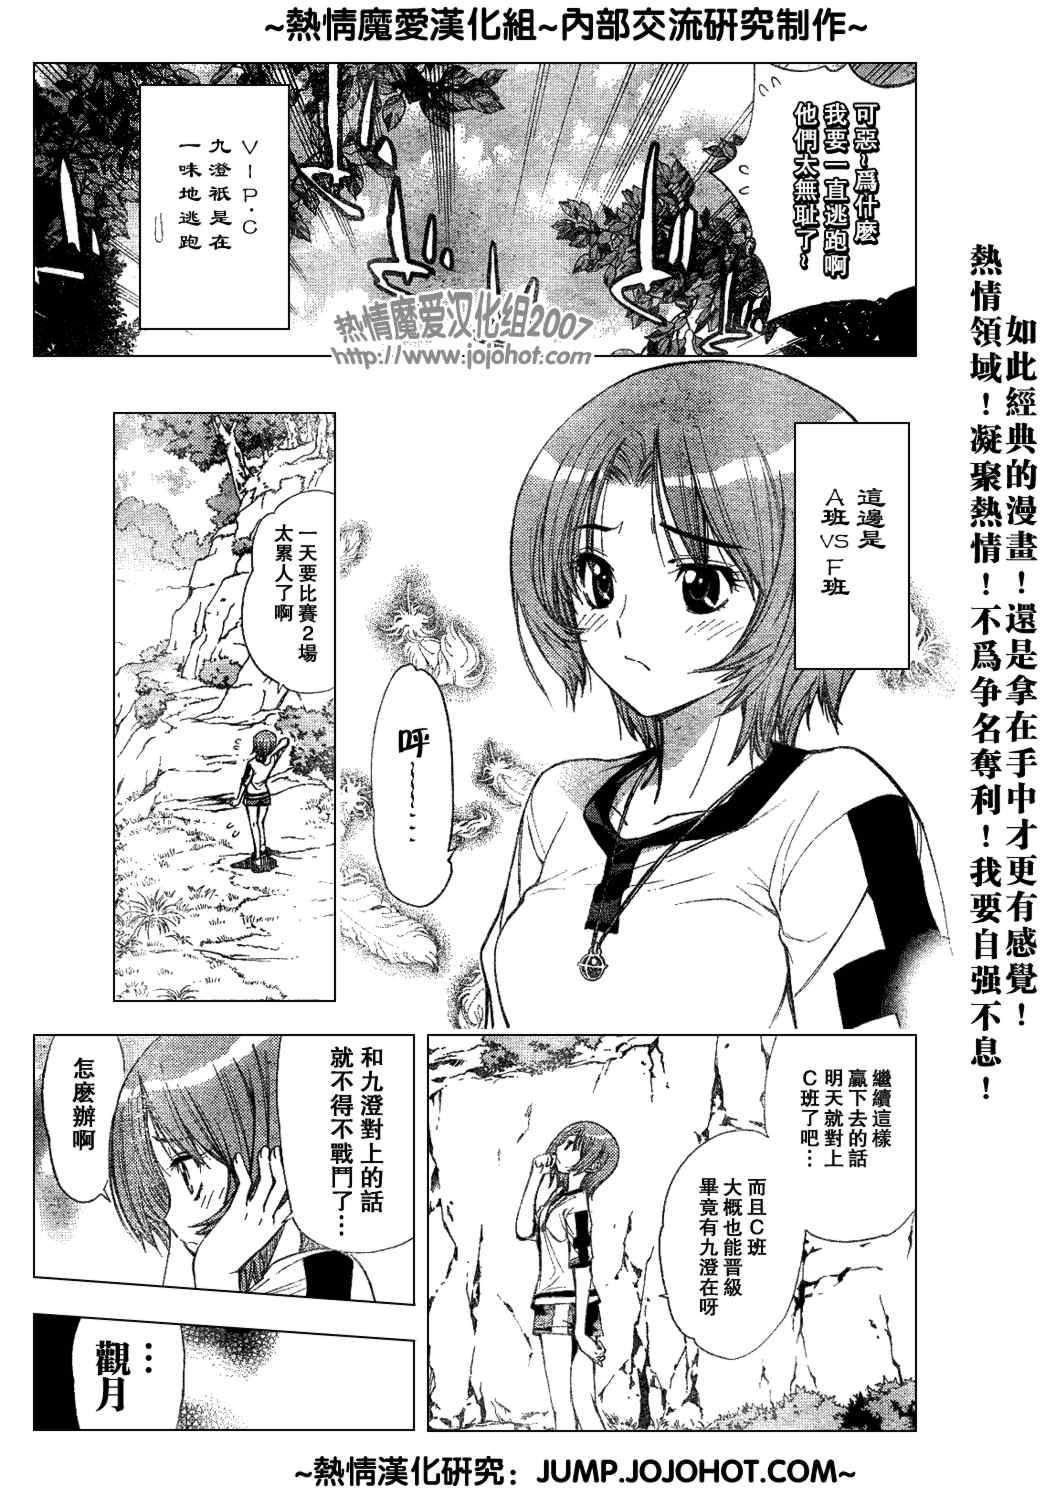 ~熱情魔愛漢化組~內部交流研究制作~
可惡~爲什麽
我要一直逃跑啊
他們太無耻了~
VIP·C
九澄衹是在
一味地逃跑
熱情魔爱汉化组2007
http://www.jojohot.com
如此經典的漫畫！還是拿在手中才更有感覺！
熱情領域！凝聚熱情！不爲争名奪利！我要自强不息！
這邊是
A班VS F班
呼…………
一天要比賽2場
太累人了啊
繼續這樣
贏下去的話
明天就對上
C班了吧…
而且C班
大概也能晋級
畢竟有九澄在呀
和九澄對上的話
就不得不戰鬥了…
怎麽辦啊
…
觀月
~熱情漢化研究：JUMP.JOJOHOT.COM~